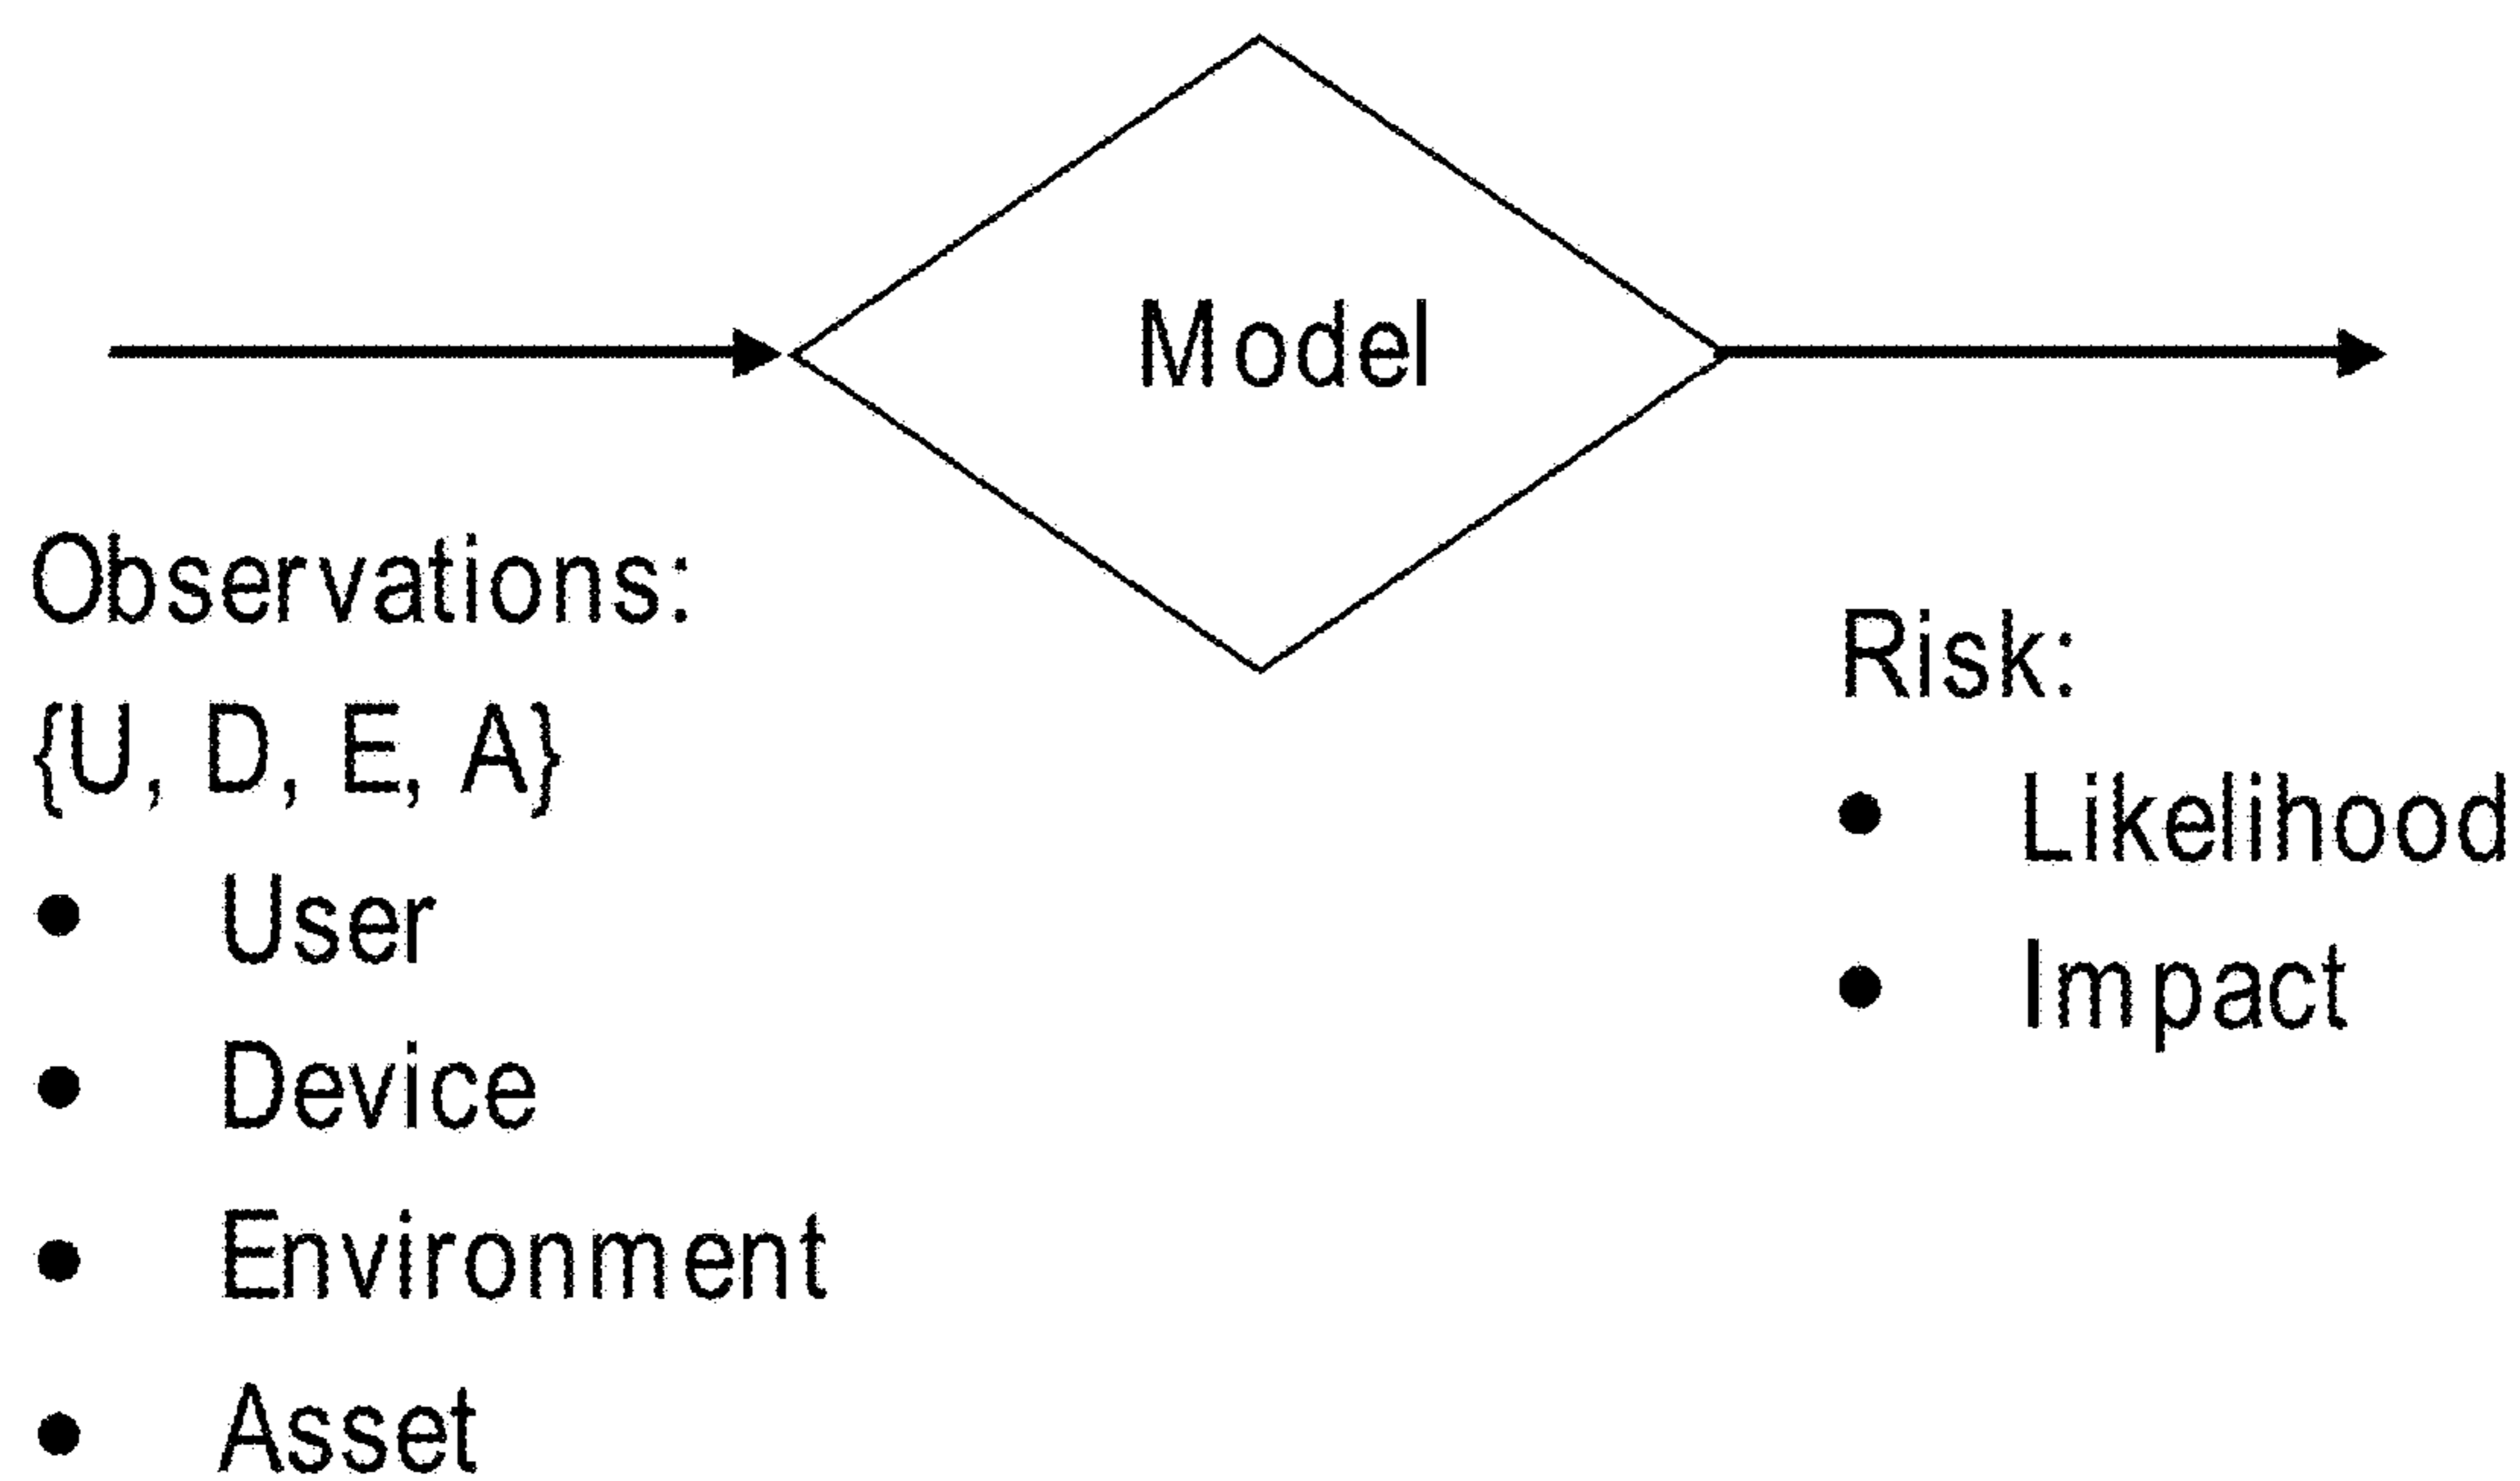 Model
Observations:
{U, D, E, A}
• User
• Device
• Environment
• Asset
Risk:
• Likelihood
• Impact